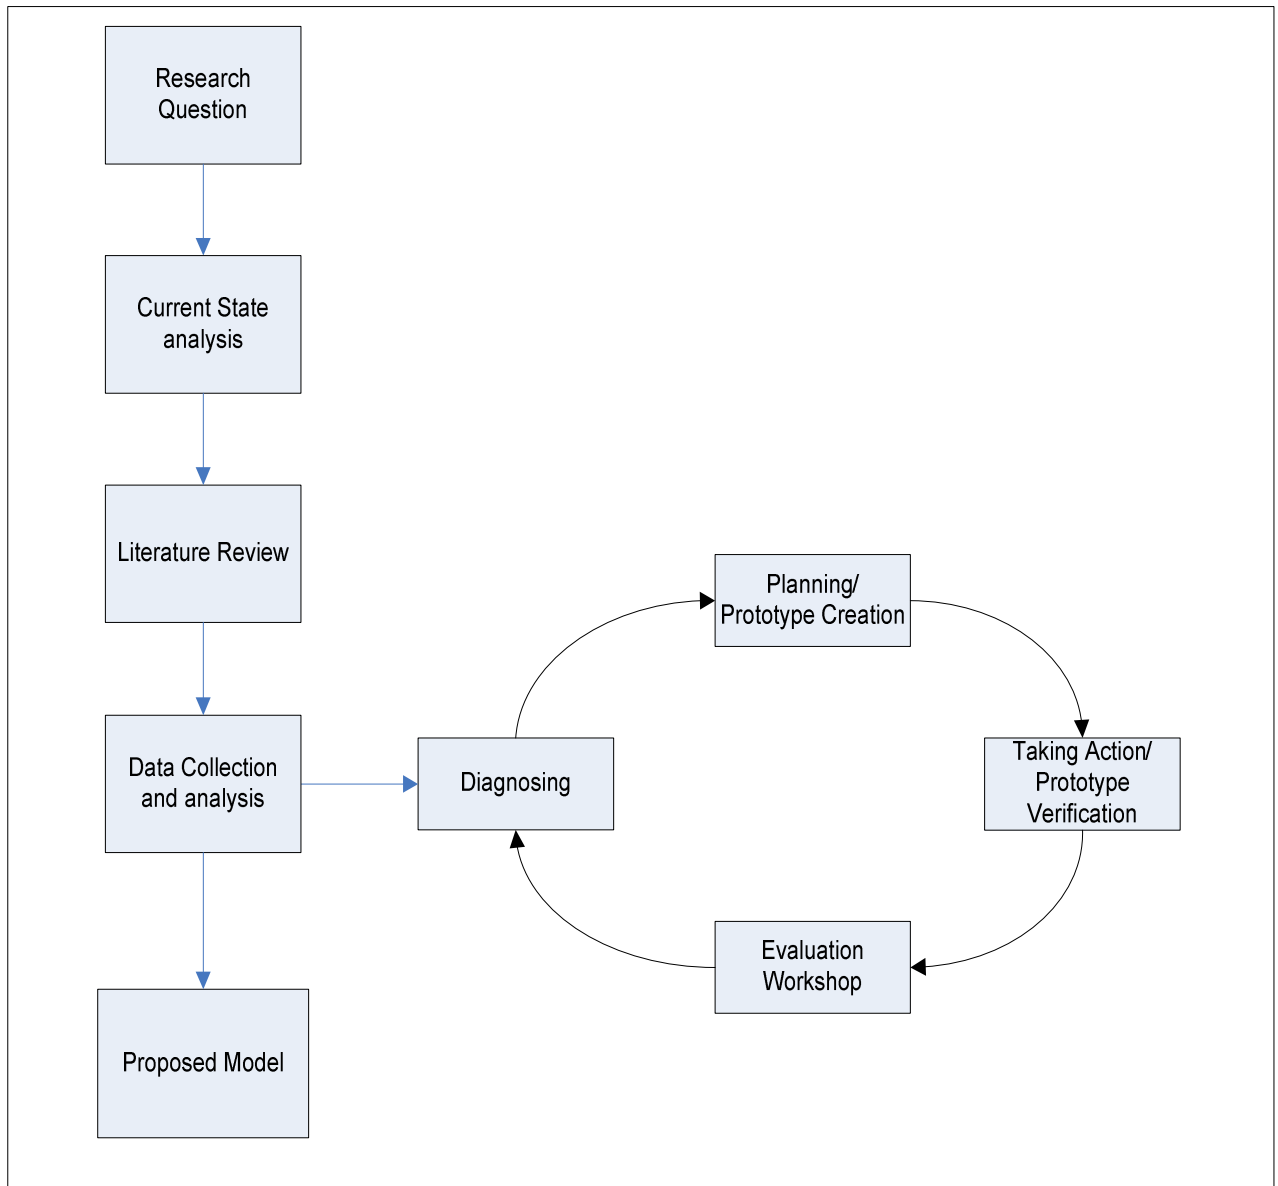 Research
Question
Current State
analysis
Literature Review
Data Collection
and analysis
Proposed Model
Diagnosing
Planning/
Prototype Creation
Taking Action/
Prototype
Verification
Evaluation
Workshop